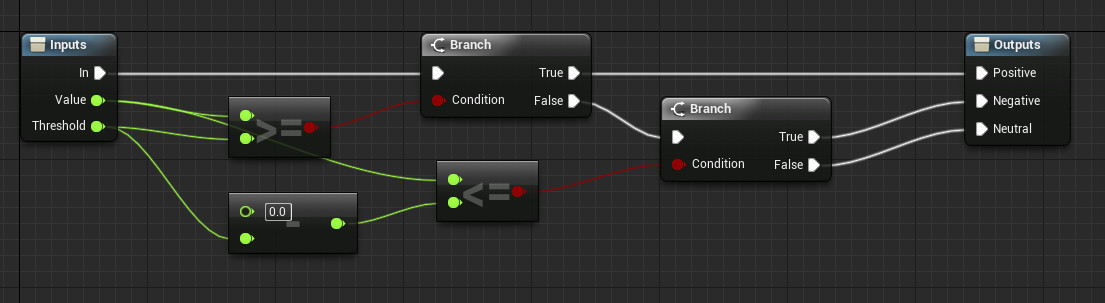 Inputs
In
Value
Threshold
>=
0.0
-
Branch
True
Condition
False
<=
Branch
True
Condition
False
Outputs
Positive
Negative
Neutral